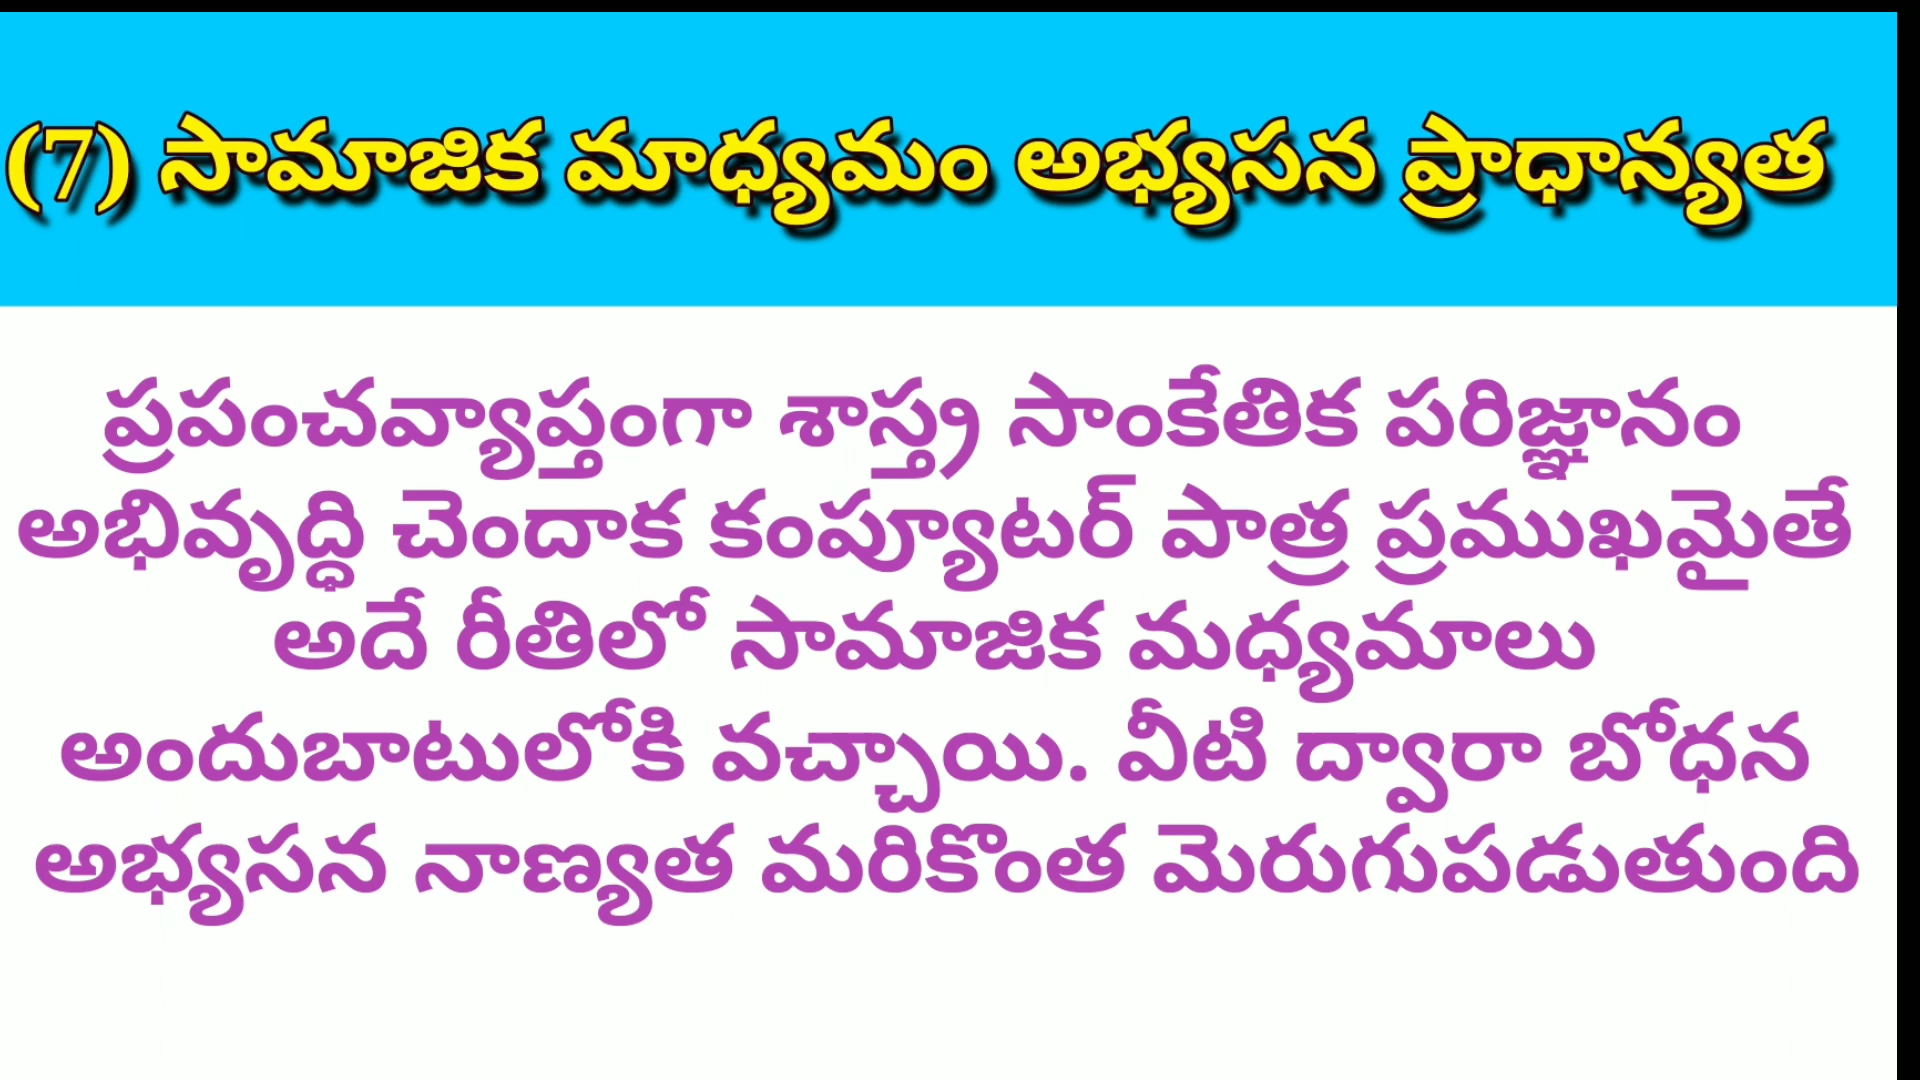 (7) సామాజిక మాధ్యమం అభ్యసన ప్రాధాన్యత
ప్రపంచవ్యాప్తంగా శాస్త్ర సాంకేతిక పరిజ్ఞానం
అభివృద్ధి చెందాక కంప్యూటర్ పాత్ర ప్రముఖమైతే
అదే రీతిలో సామాజిక మధ్యమాలు
అందుబాటులోకి వచ్చాయి. వీటి ద్వారా బోధన
అభ్యసన నాణ్యత మరికొంత మెరుగుపడుతుంది